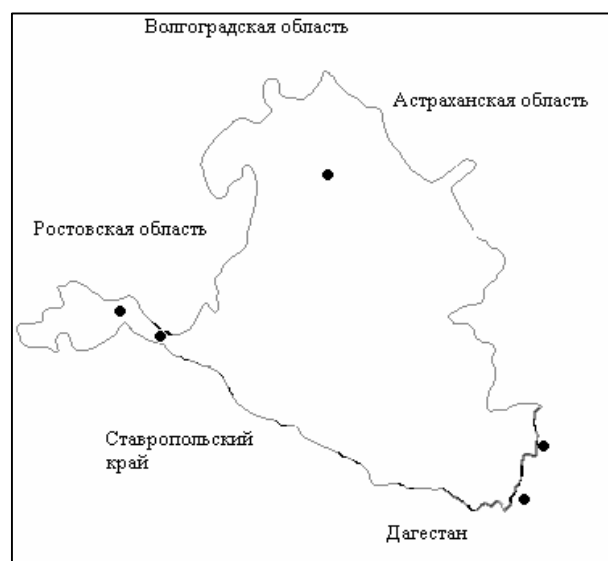 Волгоградская область
Астраханская область
Ростовская область
Ставропольский
край
Дагестан